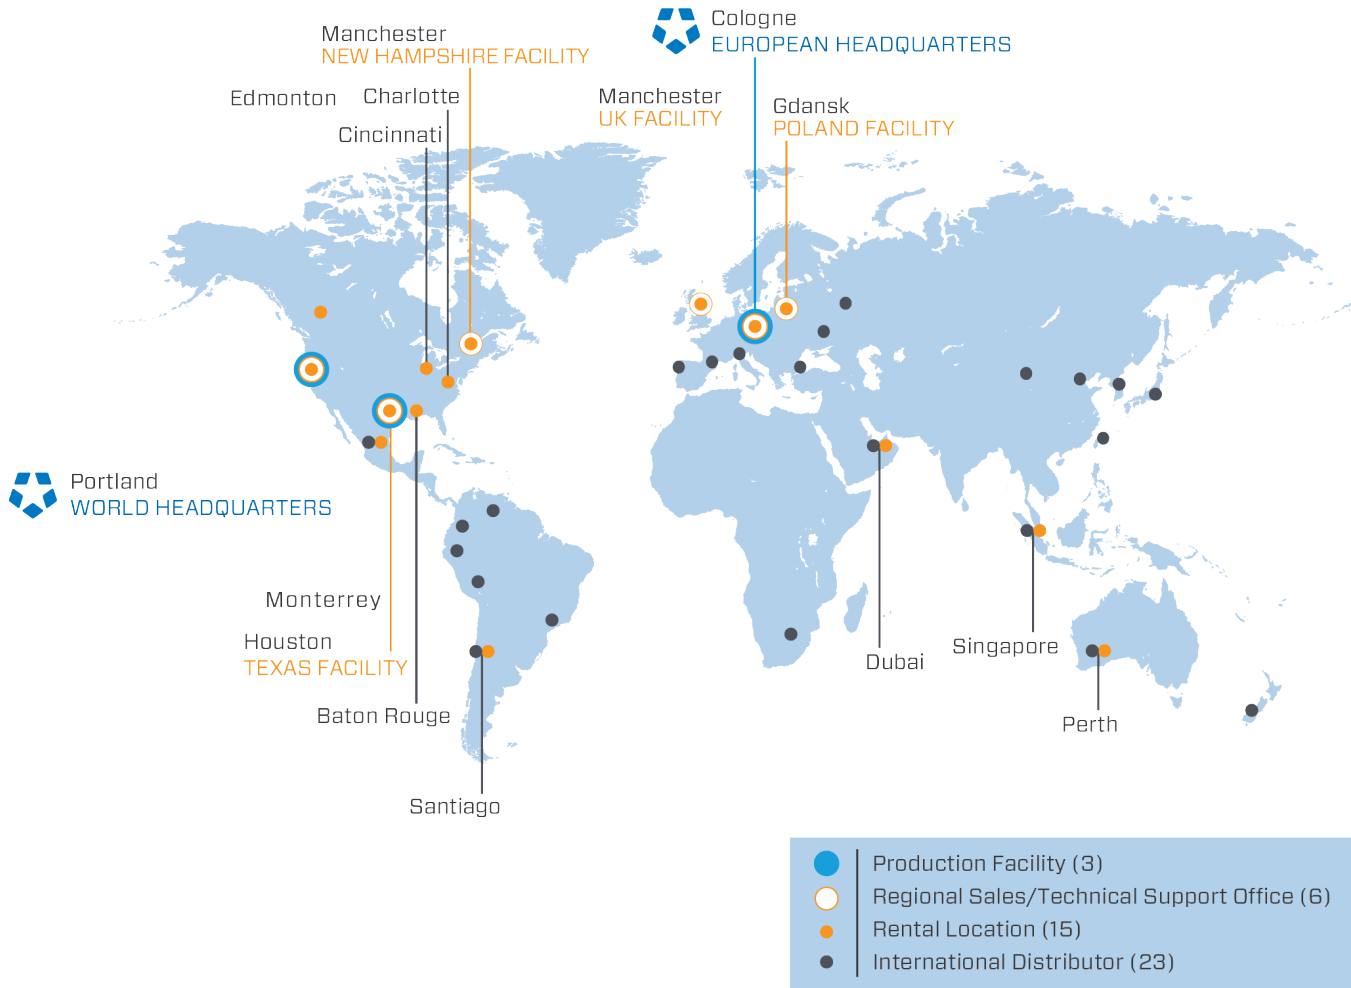 Cologne
EUROPEAN HEADQUARTERS
Manchester
NEW HAMPSHIRE FACILITY
Edmonton
Charlotte
Cincinnati
Manchester
UK FACILITY
Gdansk
POLAND FACILITY
Portland
WORLD HEADQUARTERS
Monterrey
Houston
TEXAS FACILITY
Baton Rouge
Santiago
Dubai
Singapore
Perth
Production Facility (3)
Regional Sales/Technical Support Office (6)
Rental Location (15)
International Distributor (23)